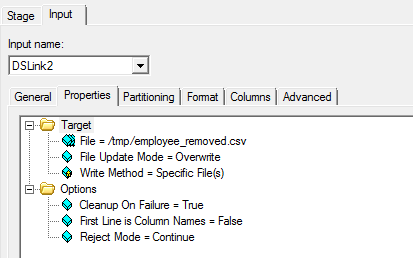 Stage Input
Input name:
DSLink2
General Properties Partitioning Format Columns Advanced
Target
File = /tmp/employee_removed.csv
File Update Mode = Overwrite
Write Method = Specific File(s)
Options
Cleanup On Failure = True
First Line is Column Names = False
Reject Mode = Continue